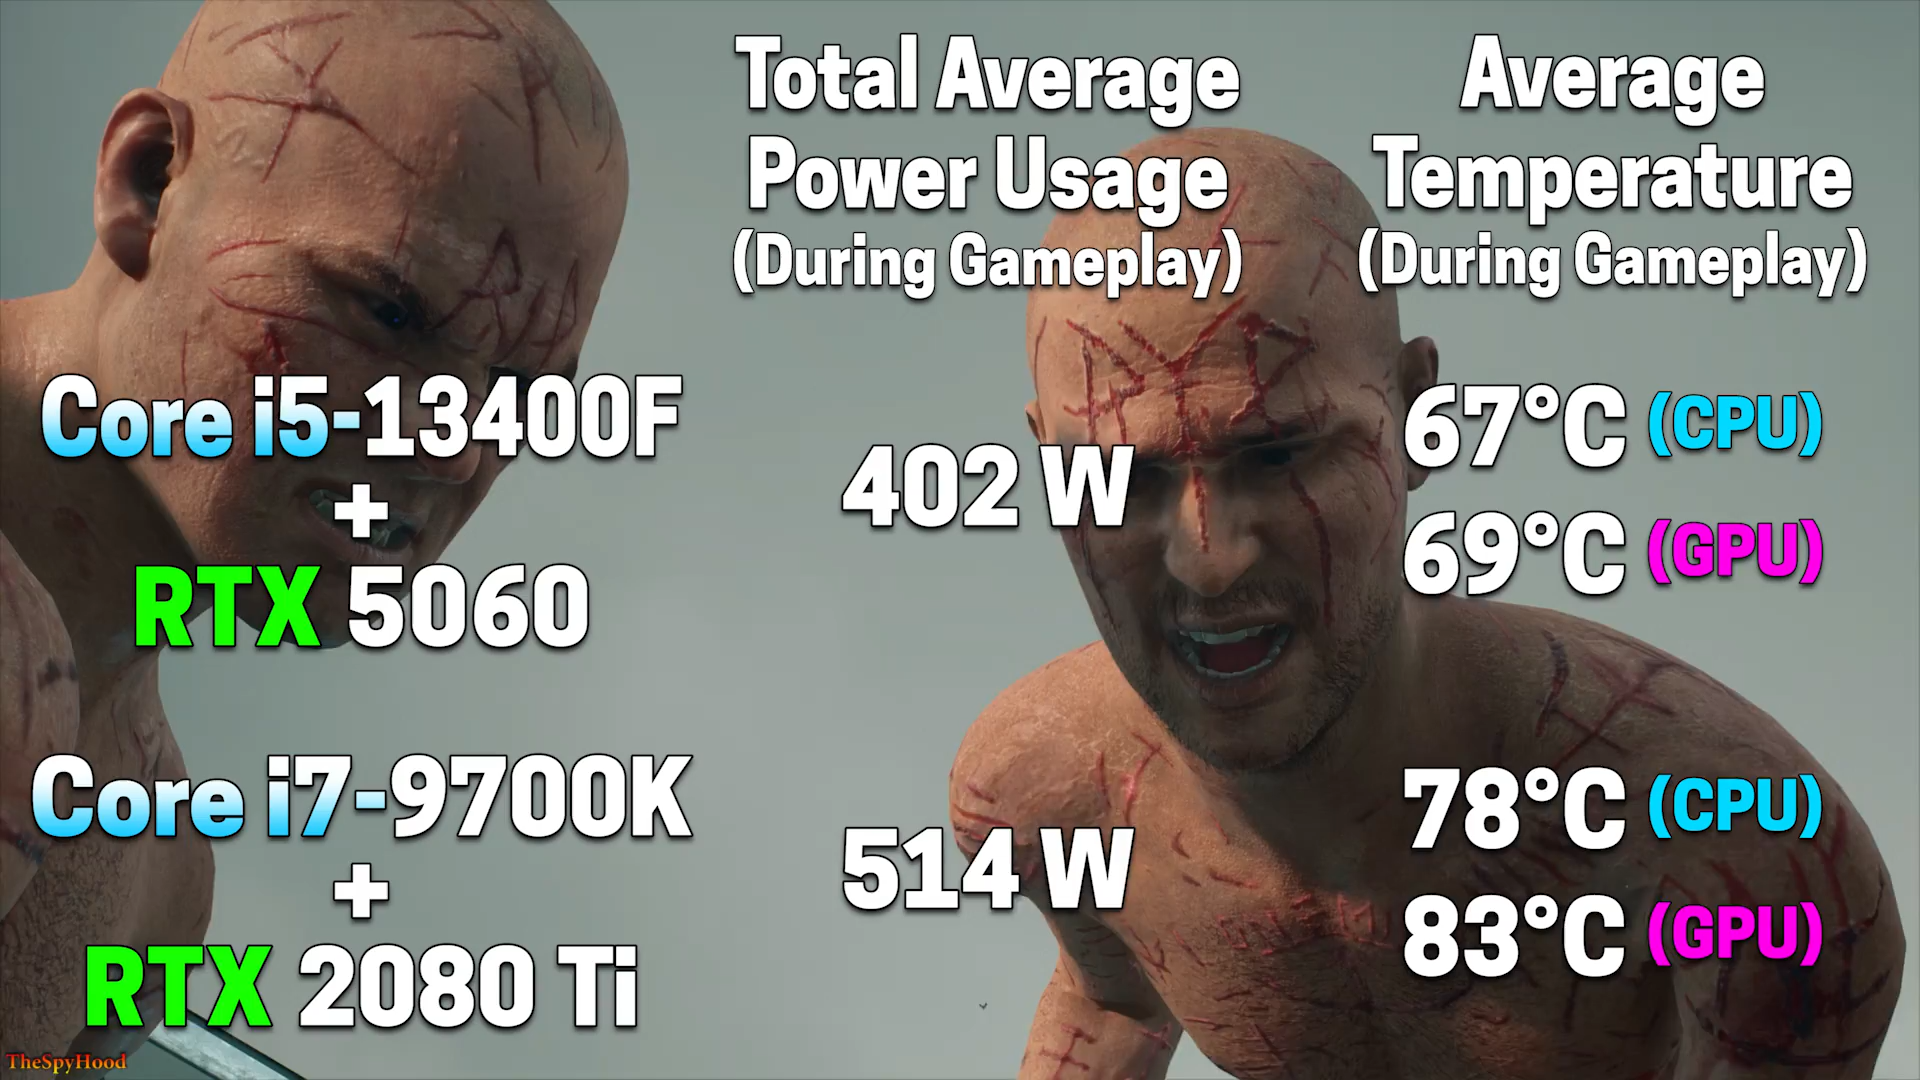 Total Average
Power Usage
(During Gameplay)
Average
Temperature
(During Gameplay)
Core i5-13400F
+
RTX 5060
402 W
67°C (CPU)
69°C (GPU)
Core i7-9700K
+
RTX 2080 Ti
514 W
78°C (CPU)
83°C (GPU)
TheSpyHood